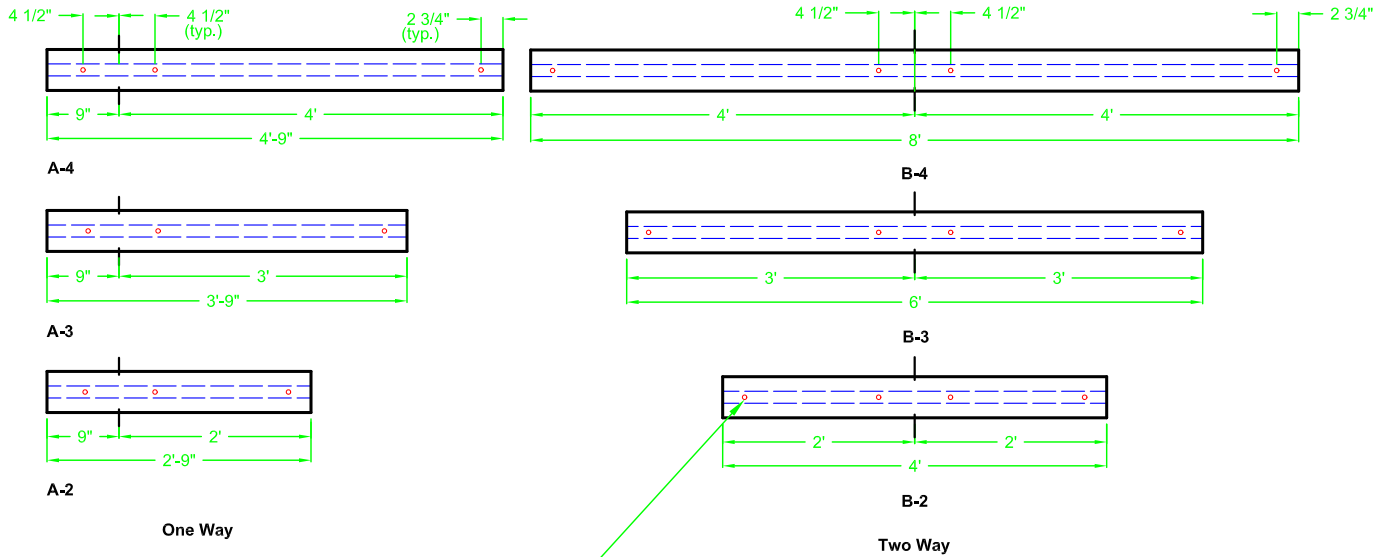 4 1/2"
4 1/2"
(typ.)
2 3/4"
(typ.)
9"
4'
4'-9"
A-4
4 1/2"
4 1/2"
2 3/4"
4'
4'
8'
B-4
9"
3'
3'-9"
A-3
3'
3'
6'
B-3
9"
2'
2'-9"
A-2
One Way
2'
2'
4'
B-2
Two Way